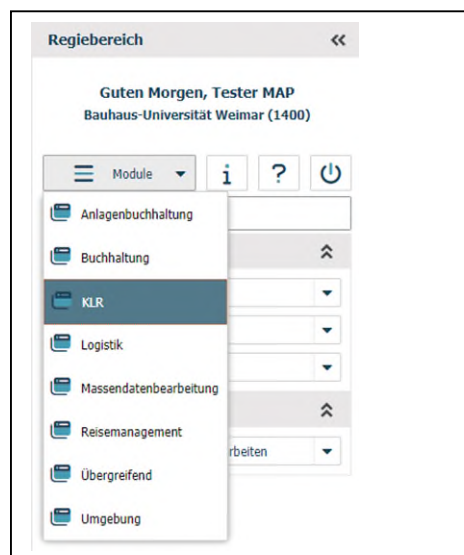 Regiebereich
Guten Morgen, Tester MAP
Bauhaus-Universität Weimar (1400)
Module
Anlagenbuchhaltung
Buchhaltung
KLR
Logistik
Massendatenbearbeitung
Reisemanagement
rbeiten
Übergreifend
Umgebung